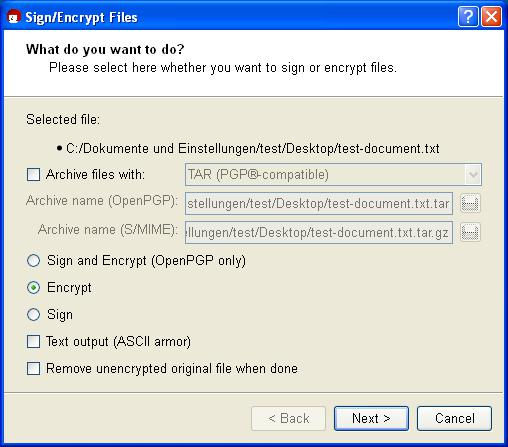 Sign/Encrypt Files
What do you want to do?
Please select here whether you want to sign or encrypt files.
Selected file:
• C:/Dokumente und Einstellungen/test/Desktop/test-document.txt
Archive files with: TAR (PGP®-compatible)
Archive name (OpenPGP): stellungen/test/Desktop/test-document.txt.tar
Archive name (S/MIME): ellungen/test/Desktop/test-document.txt.tar.gz
Sign and Encrypt (OpenPGP only)
Encrypt
Sign
Text output (ASCII armor)
Remove unencrypted original file when done
< Back Next > Cancel